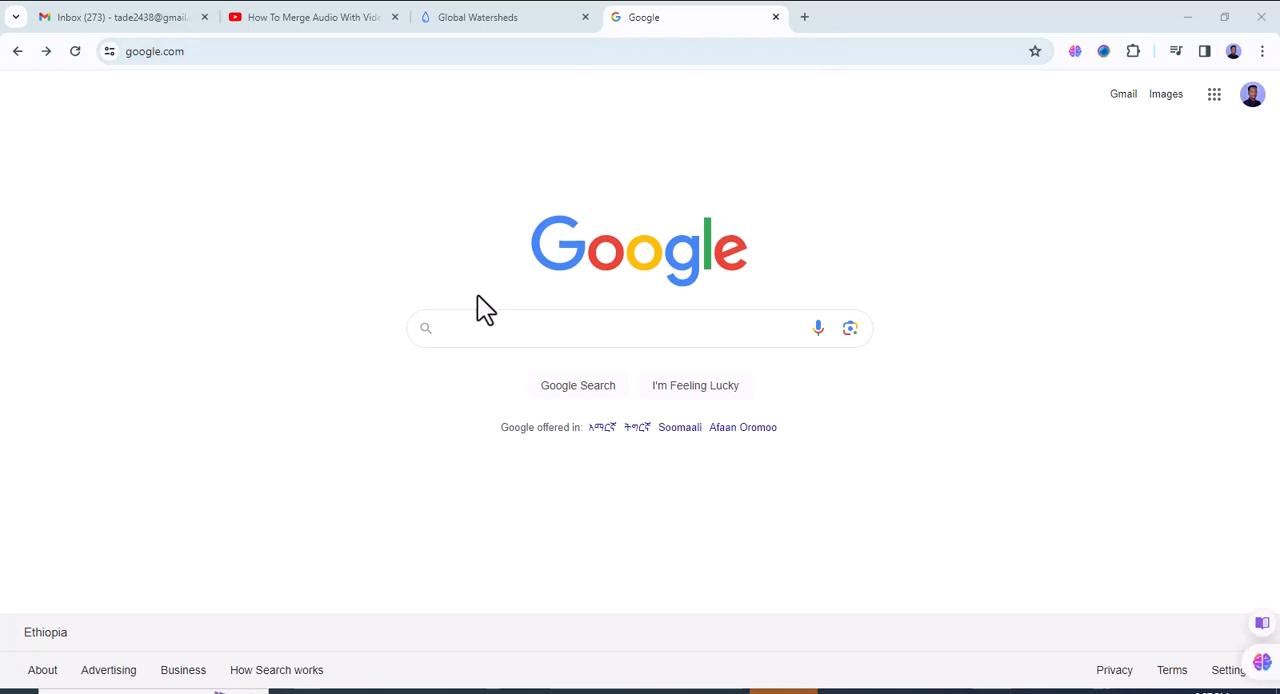 Inbox (273) - tade2438@gmail.
How To Merge Audio With Vide
Global Watersheds
Google
google.com
Gmail Images
Google
Google Search I'm Feeling Lucky
Google offered in: አማርኛ ትግርኛ Soomaali Afaan Oromoo
Ethiopia
About Advertising Business How Search works Privacy Terms Setting